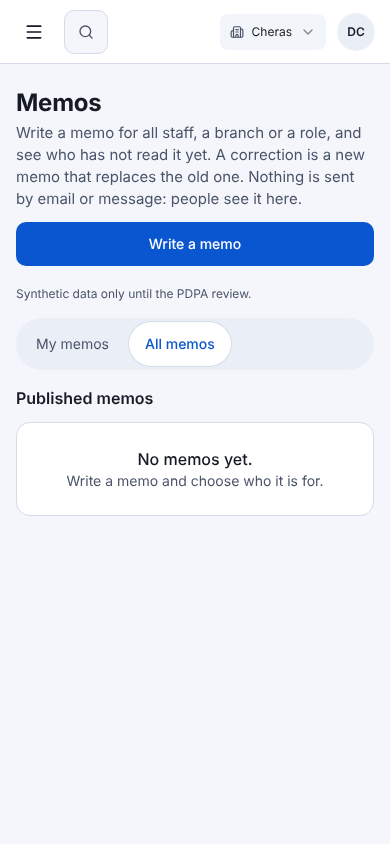 Cheras
DC
Memos
Write a memo for all staff, a branch or a role, and
see who has not read it yet. A correction is a new
memo that replaces the old one. Nothing is sent
by email or message: people see it here.
Write a memo
Synthetic data only until the PDPA review.
My memos
All memos
Published memos
No memos yet.
Write a memo and choose who it is for.